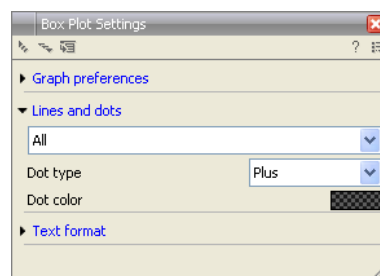 Box Plot Settings
?
Graph preferences
Lines and dots
All
Dot type Plus
Dot color
Text format